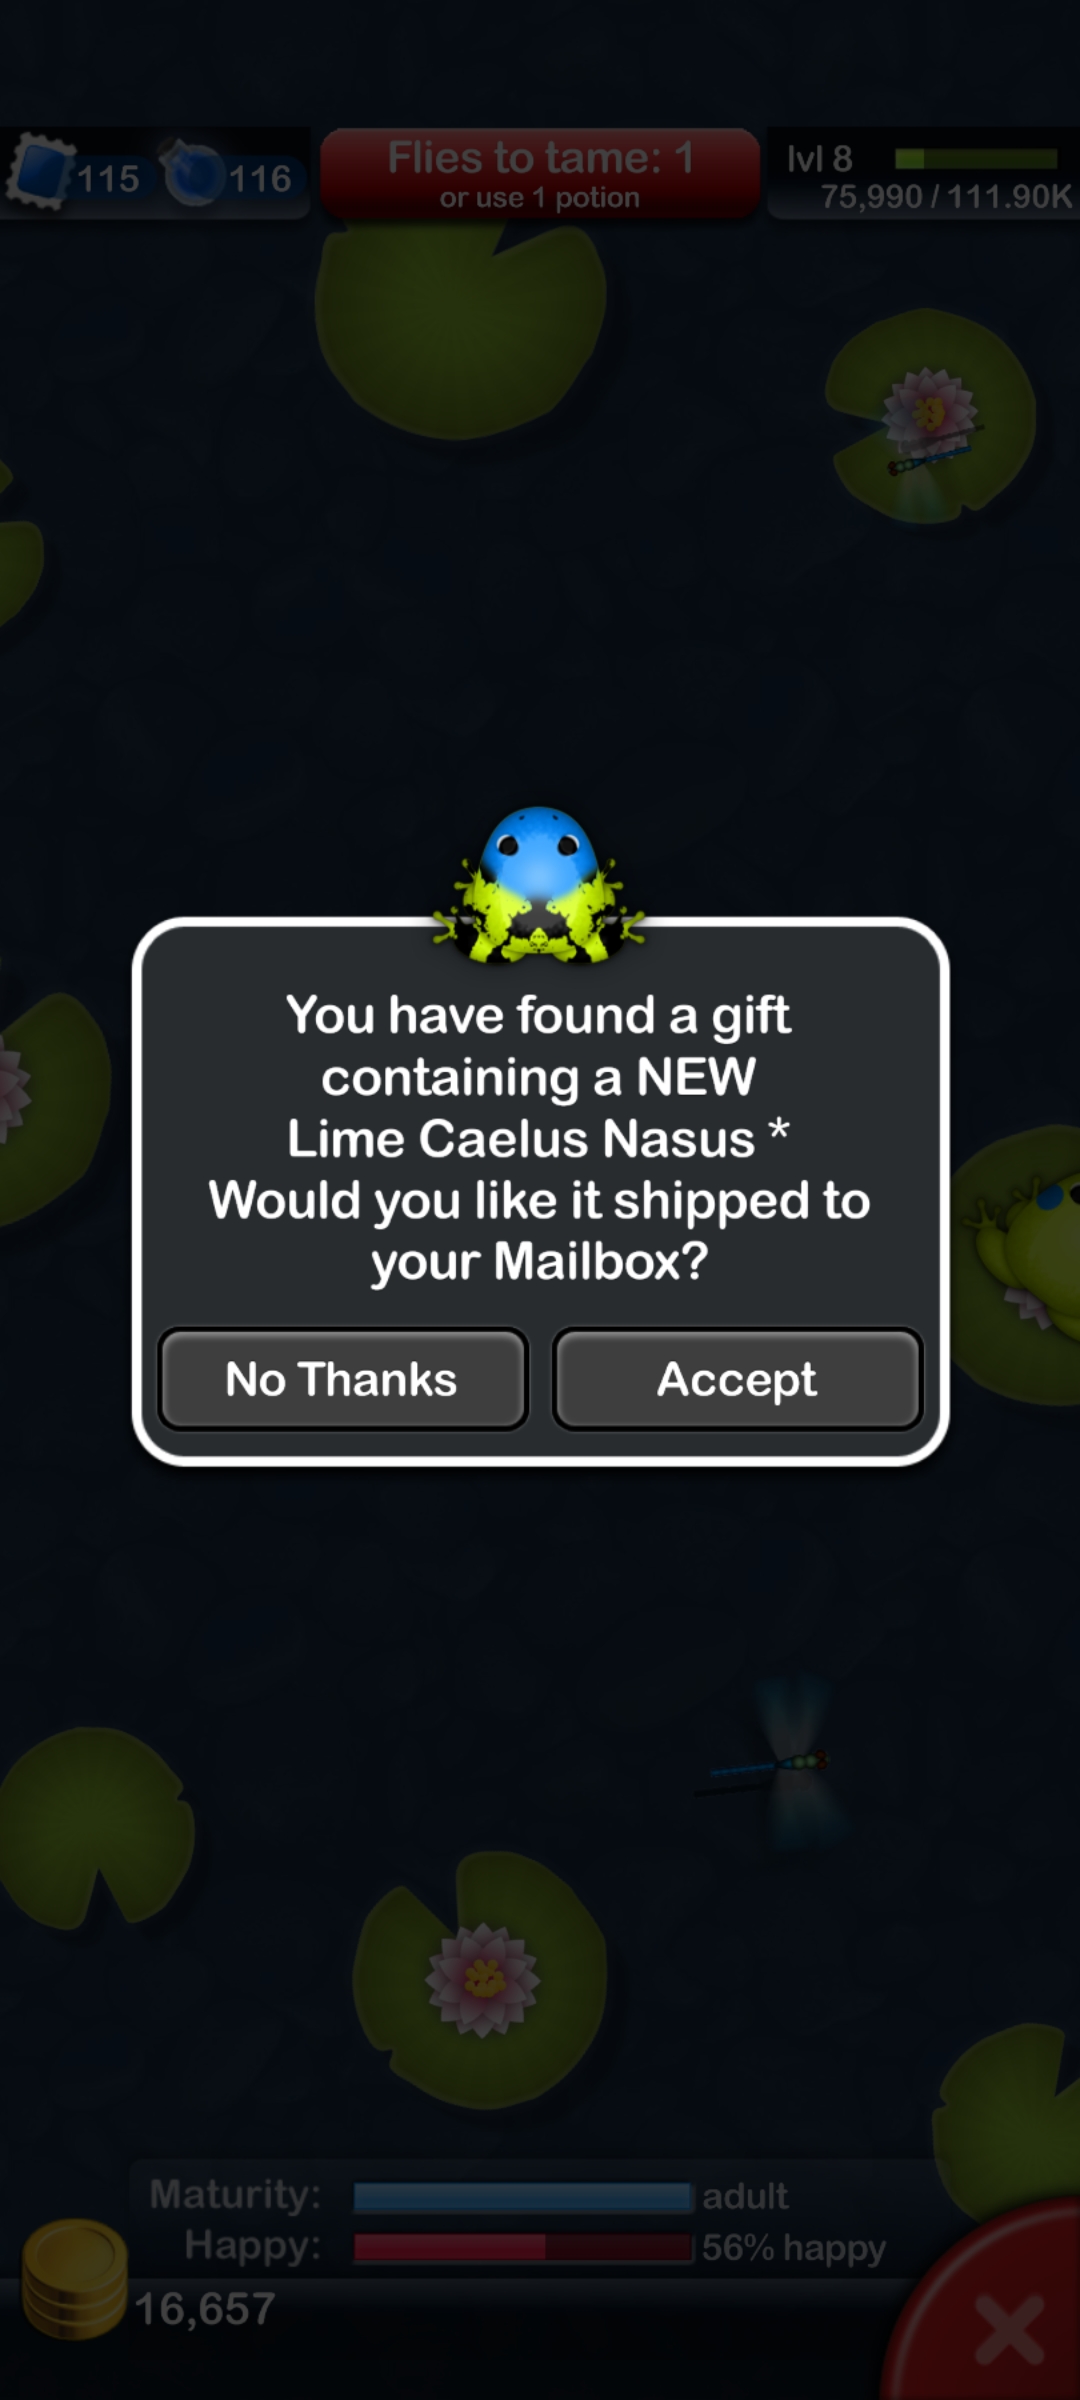 115
116
Flies to tame: 1
or use 1 potion
lvl 8
75,990 / 111.90K
You have found a gift
containing a NEW
Lime Caelus Nasus *
Would you like it shipped to
your Mailbox?
No Thanks
Accept
Maturity:
adult
Happy:
56% happy
16,657